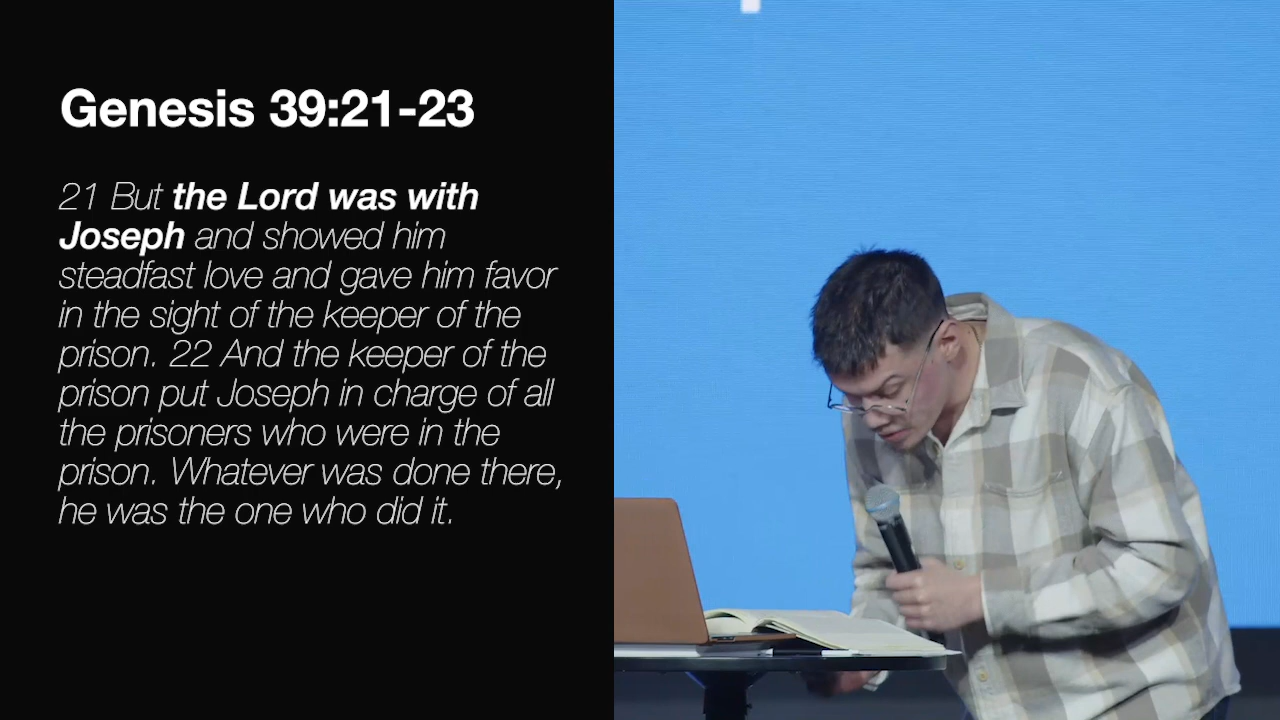 Genesis 39:21-23
21 But the Lord was with
Joseph and showed him
steadfast love and gave him favor
in the sight of the keeper of the
prison. 22 And the keeper of the
prison put Joseph in charge of all
the prisoners who were in the
prison. Whatever was done there,
he was the one who did it.